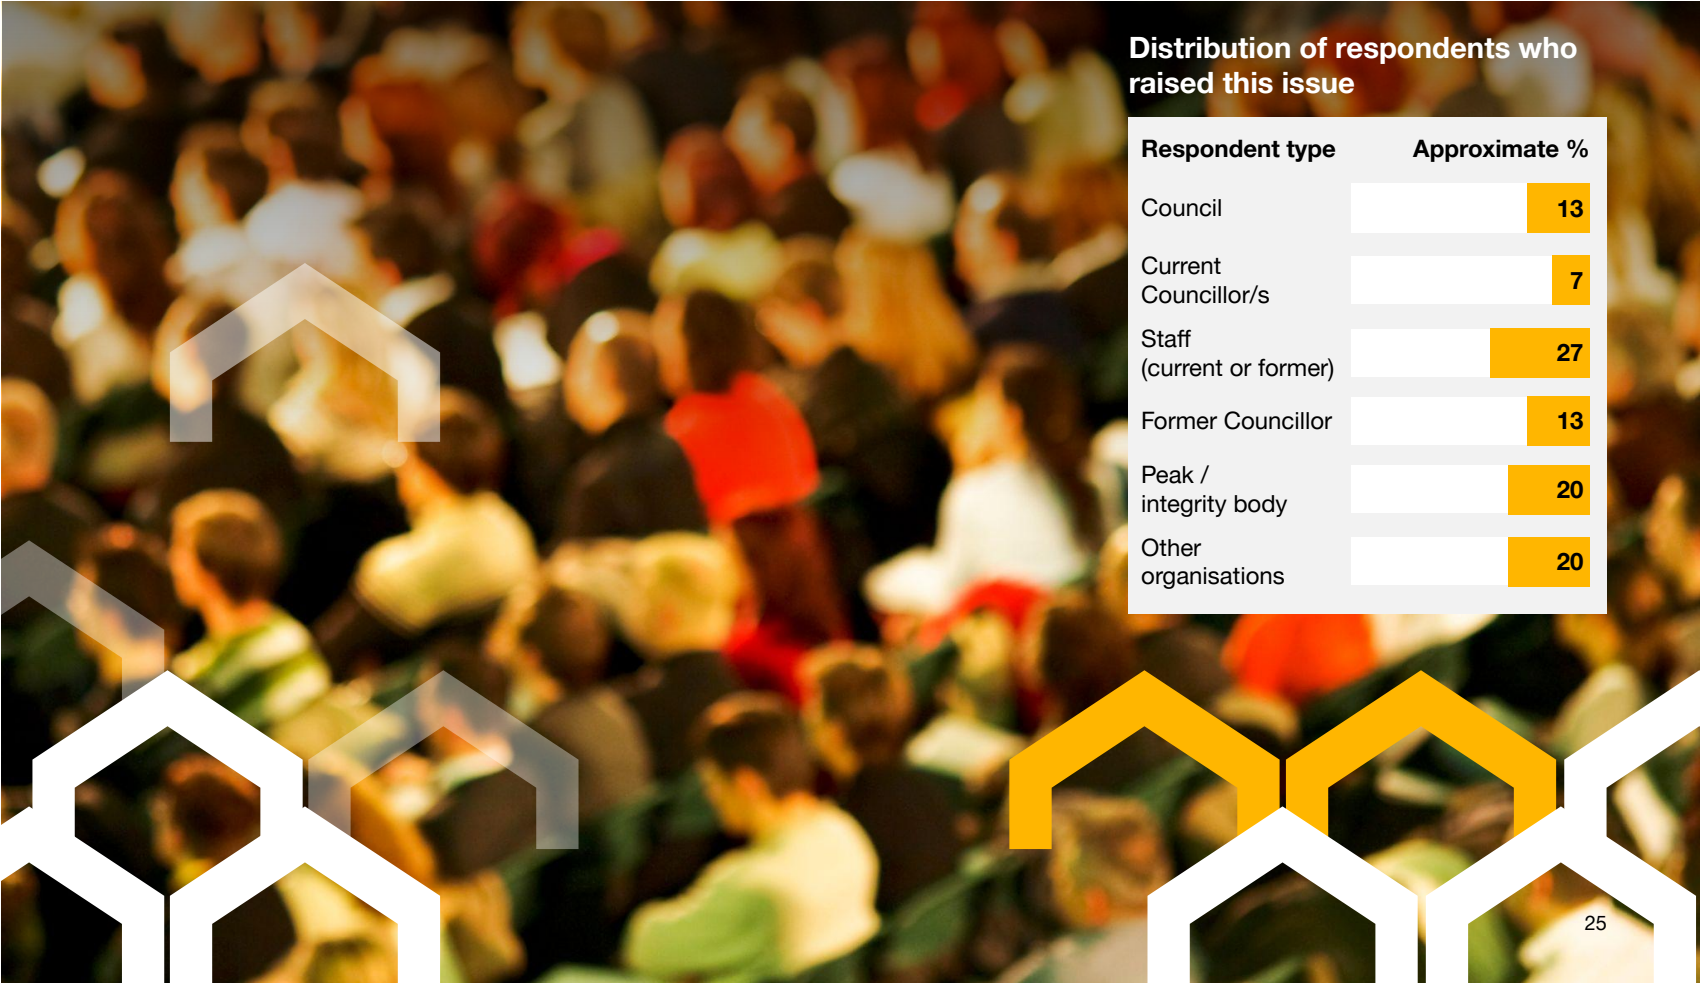 Distribution of respondents who
raised this issue
Respondent type Approximate %
Council 13
Current
Councillor/s 7
Staff
(current or former) 27
Former Councillor 13
Peak /
integrity body 20
Other
organisations 20
25